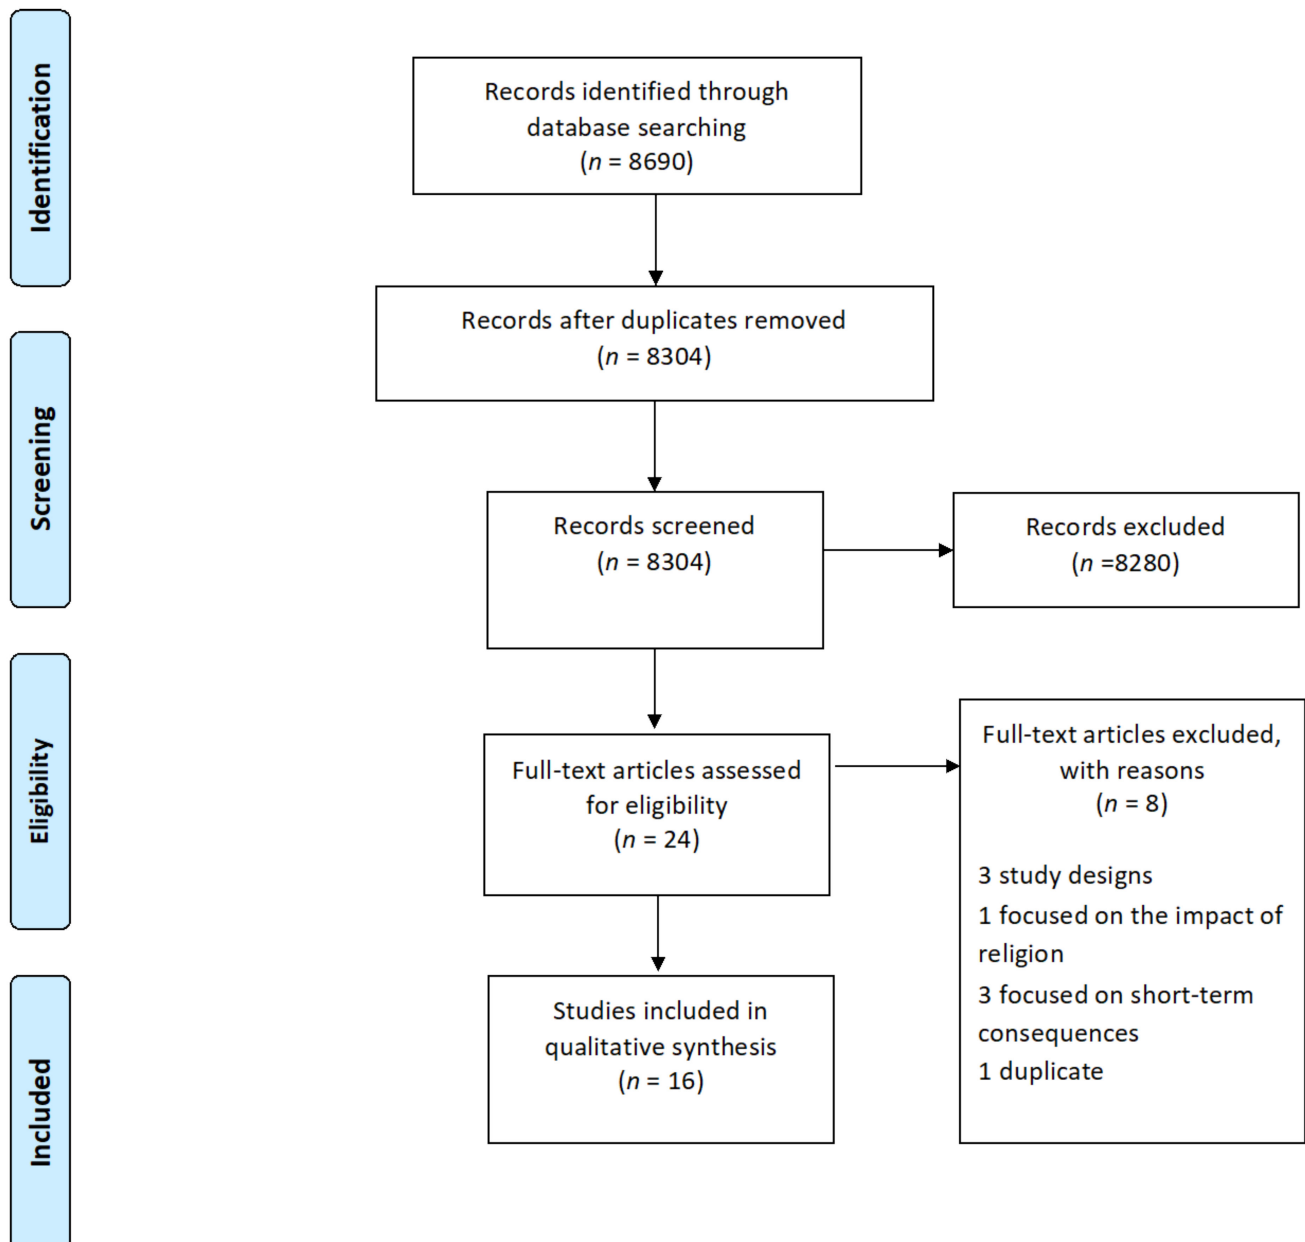 Identification
Records identified through
database searching
(n = 8690)
Records after duplicates removed
(n = 8304)
Screening
Records screened
(n = 8304)
Records excluded
(n =8280)
Eligibility
Full-text articles assessed
for eligibility
(n = 24)
Full-text articles excluded,
with reasons
(n = 8)
3 study designs
1 focused on the impact of
religion
3 focused on short-term
consequences
1 duplicate
Included
Studies included in
qualitative synthesis
(n = 16)